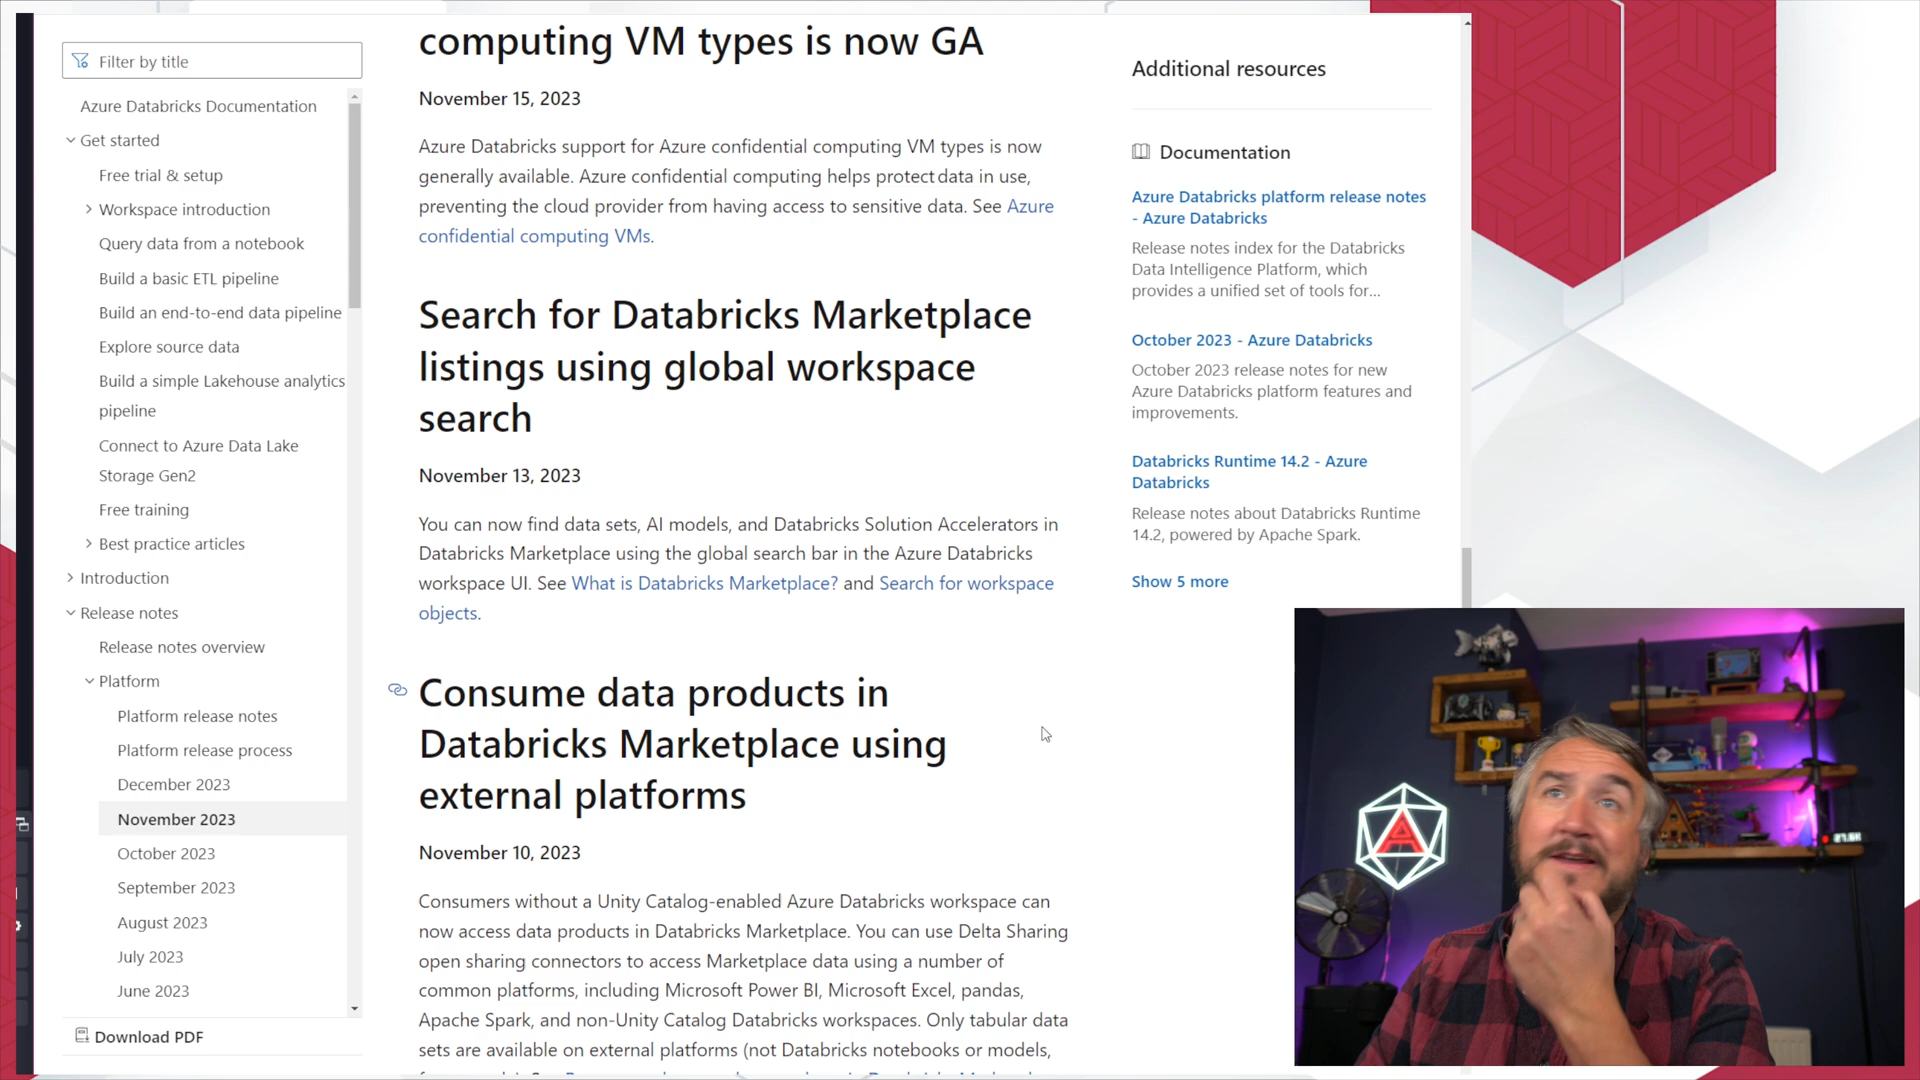 Filter by title
Azure Databricks Documentation
Get started
Free trial & setup
Workspace introduction
Query data from a notebook
Build a basic ETL pipeline
Build an end-to-end data pipeline
Explore source data
Build a simple Lakehouse analytics
pipeline
Connect to Azure Data Lake
Storage Gen2
Free training
Best practice articles
Introduction
Release notes
Release notes overview
Platform
Platform release notes
Platform release process
December 2023
November 2023
October 2023
September 2023
August 2023
July 2023
June 2023
Download PDF
computing VM types is now GA
November 15, 2023
Azure Databricks support for Azure confidential computing VM types is now
generally available. Azure confidential computing helps protect data in use,
preventing the cloud provider from having access to sensitive data. See Azure
confidential computing VMs.
Search for Databricks Marketplace
listings using global workspace
search
November 13, 2023
You can now find data sets, AI models, and Databricks Solution Accelerators in
Databricks Marketplace using the global search bar in the Azure Databricks
workspace UI. See What is Databricks Marketplace? and Search for workspace
objects.
Consume data products in
Databricks Marketplace using
external platforms
November 10, 2023
Consumers without a Unity Catalog-enabled Azure Databricks workspace can
now access data products in Databricks Marketplace. You can use Delta Sharing
open sharing connectors to access Marketplace data using a number of
common platforms, including Microsoft Power BI, Microsoft Excel, pandas,
Apache Spark, and non-Unity Catalog Databricks workspaces. Only tabular data
sets are available on external platforms (not Databricks notebooks or models,
Additional resources
Documentation
Azure Databricks platform release notes
- Azure Databricks
Release notes index for the Databricks
Data Intelligence Platform, which
provides a unified set of tools for...
October 2023 - Azure Databricks
October 2023 release notes for new
Azure Databricks platform features and
improvements.
Databricks Runtime 14.2 - Azure
Databricks
Release notes about Databricks Runtime
14.2, powered by Apache Spark.
Show 5 more
A